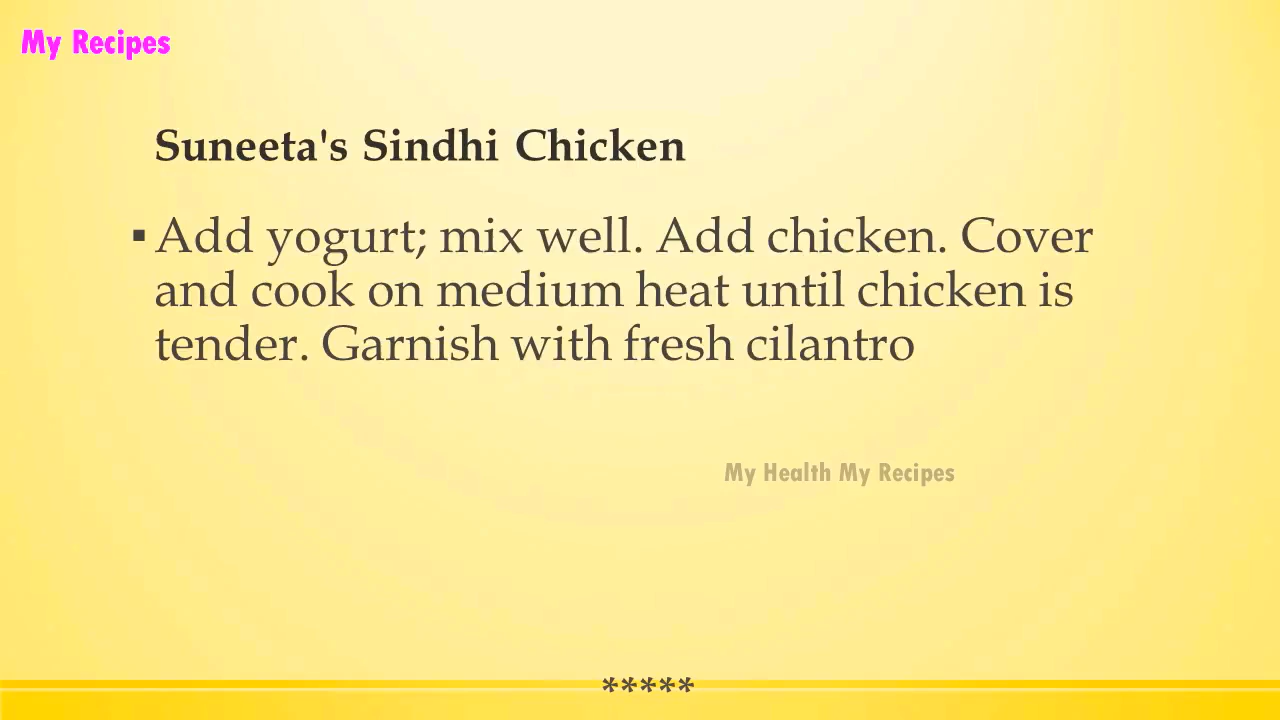 My Recipes
Suneeta's Sindhi Chicken
▪ Add yogurt; mix well. Add chicken. Cover
and cook on medium heat until chicken is
tender. Garnish with fresh cilantro
My Health My Recipes
*****